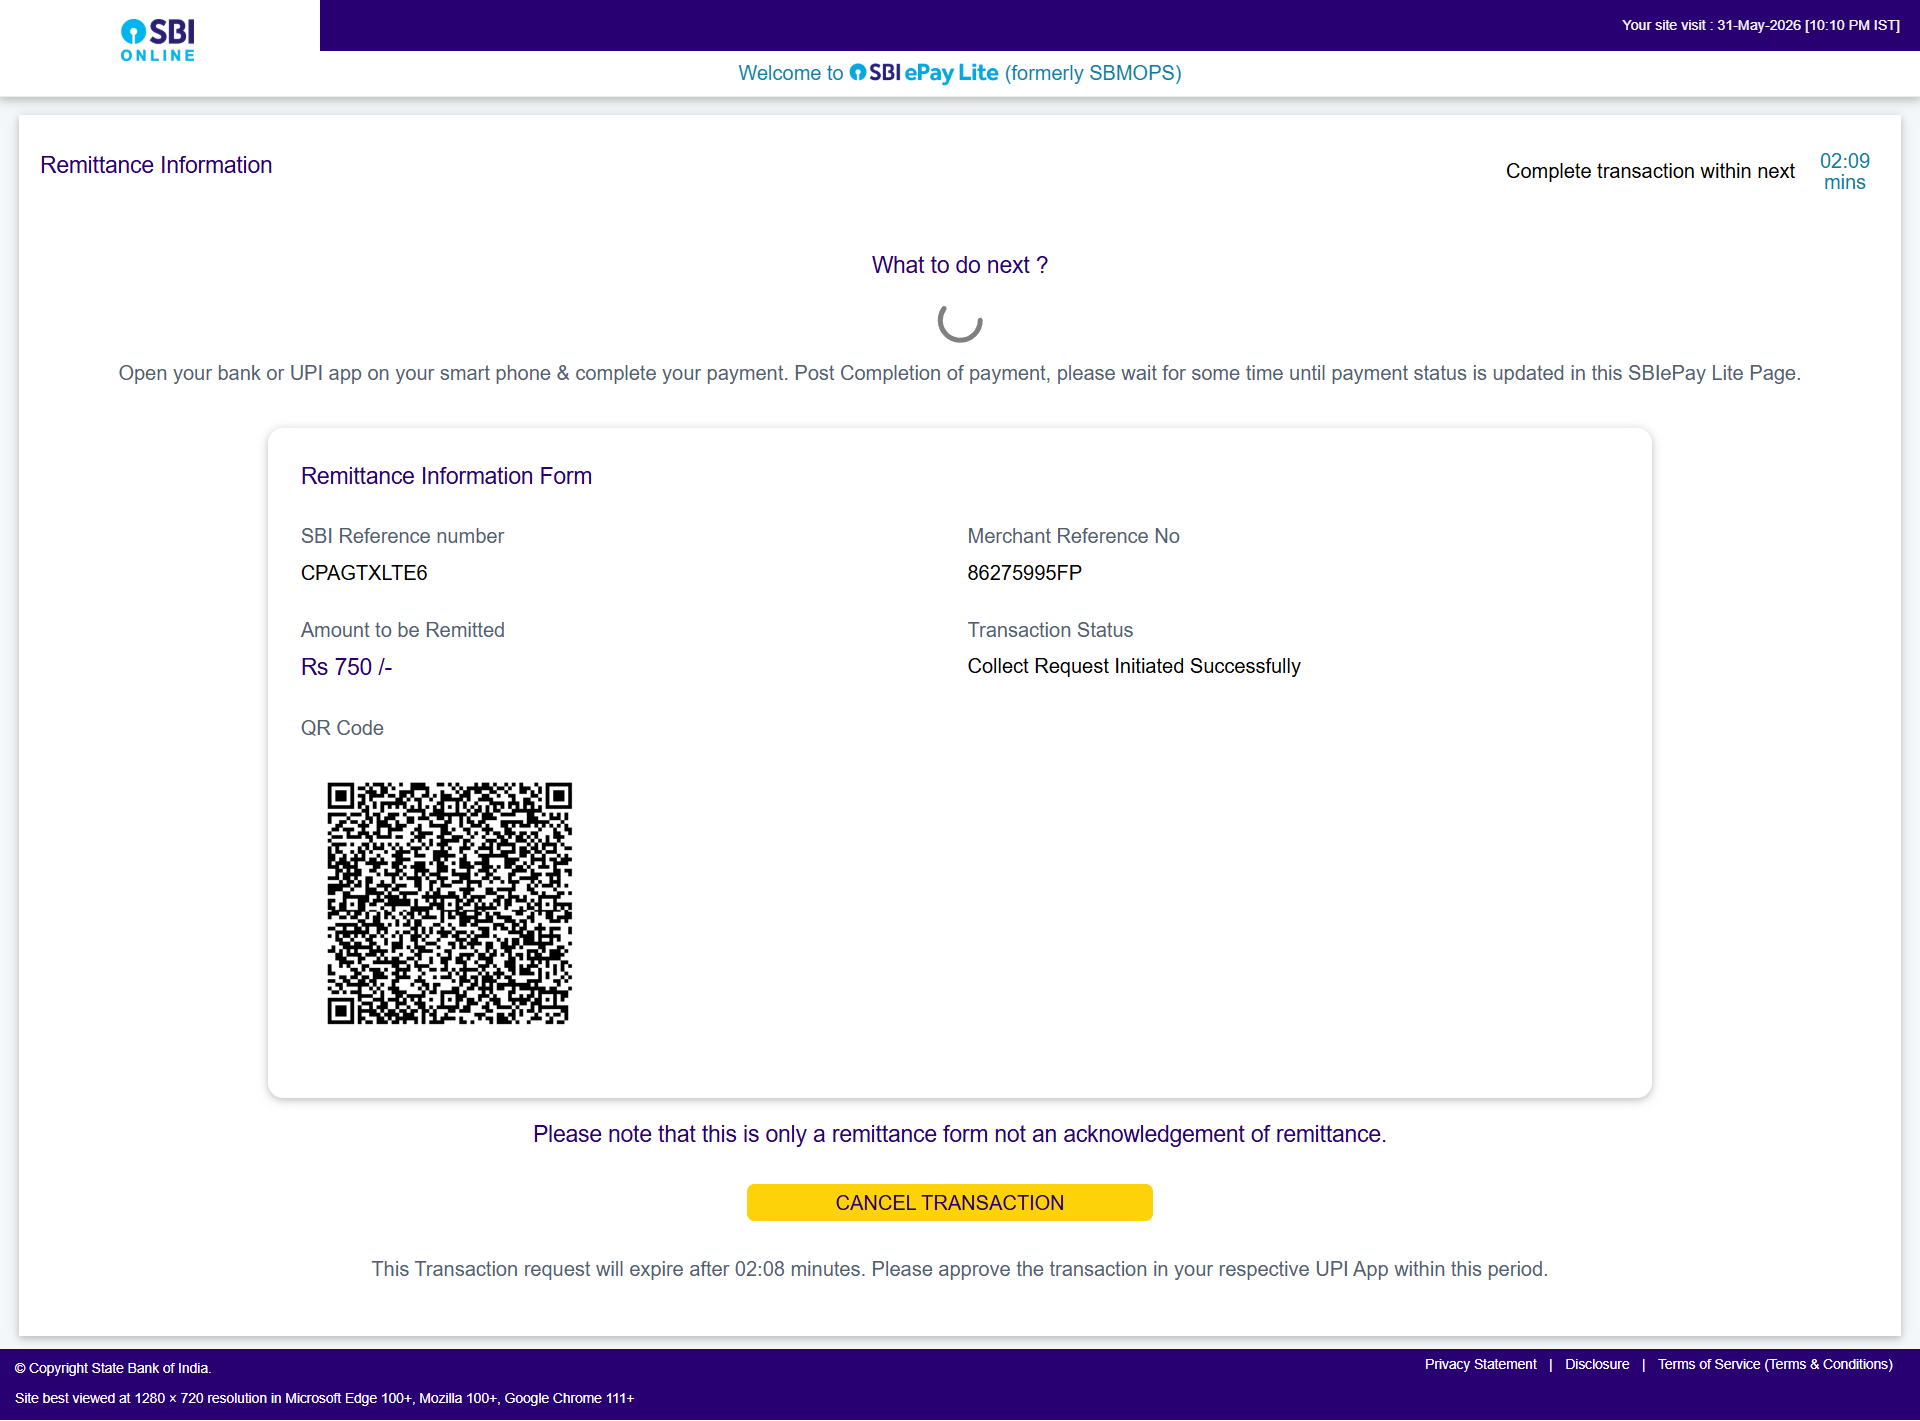 SBI
ONLINE
Your site visit : 31-May-2026 [10:10 PM IST]
Welcome to SBI ePay Lite (formerly SBMOPS)
Remittance Information
Complete transaction within next
02:09
mins
What to do next ?
Open your bank or UPI app on your smart phone & complete your payment. Post Completion of payment, please wait for some time until payment status is updated in this SBIePay Lite Page.
Remittance Information Form
SBI Reference number
CPAGTXLTE6
Merchant Reference No
86275995FP
Amount to be Remitted
Rs 750 /-
Transaction Status
Collect Request Initiated Successfully
QR Code
Please note that this is only a remittance form not an acknowledgement of remittance.
CANCEL TRANSACTION
This Transaction request will expire after 02:08 minutes. Please approve the transaction in your respective UPI App within this period.
© Copyright State Bank of India.
Privacy Statement | Disclosure | Terms of Service (Terms & Conditions)
Site best viewed at 1280 × 720 resolution in Microsoft Edge 100+, Mozilla 100+, Google Chrome 111+